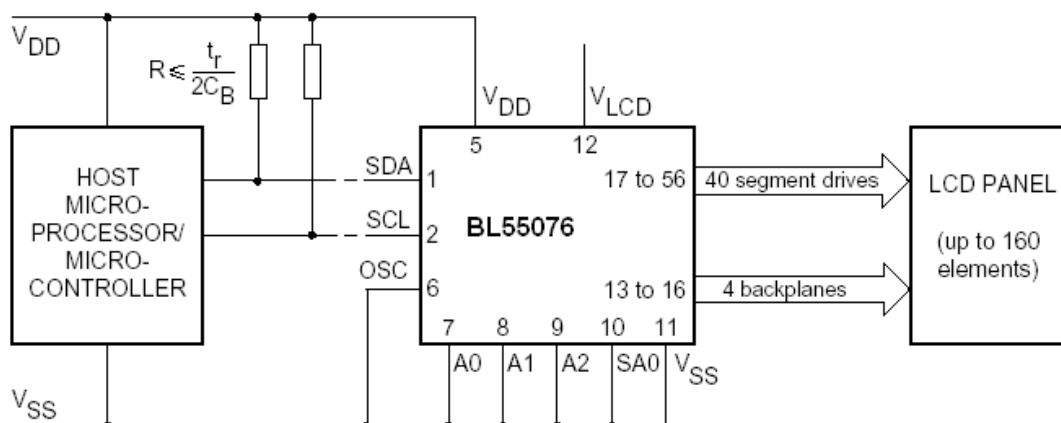 VDD
R ≤ tr/2CB
VDD
VLCD
HOST
MICRO-
PROCESSOR/
MICRO-
CONTROLLER
SDA
SCL
OSC
5
12
1
2
6
17 to 56
BL55076
13 to 16
7
8
9
10
11
40 segment drives
4 backplanes
LCD PANEL
(up to 160
elements)
A0
A1
A2
SA0
VSS
VSS